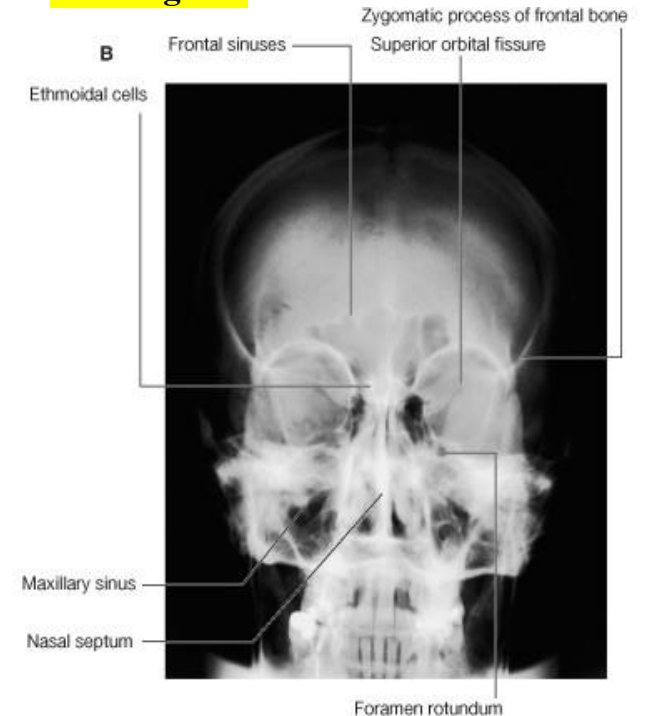 Zygomatic process of frontal bone
B
Frontal sinuses
Superior orbital fissure
Ethmoidal cells
Maxillary sinus
Nasal septum
Foramen rotundum